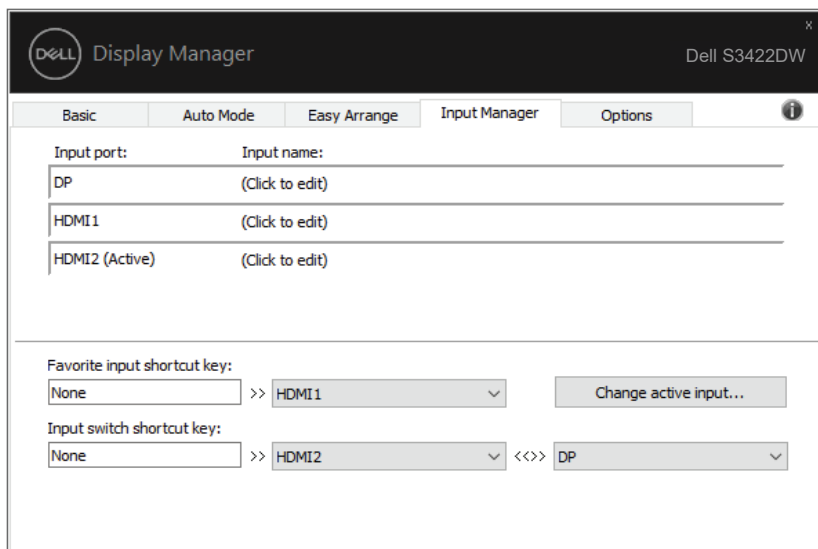 x
DELL Display Manager Dell S3422DW
Basic Auto Mode Easy Arrange Input Manager Options i
Input port: Input name:
DP (Click to edit)
HDMI1 (Click to edit)
HDMI2 (Active) (Click to edit)
Favorite input shortcut key:
None >> HDMI1 Change active input...
Input switch shortcut key:
None >> HDMI2 <<>> DP